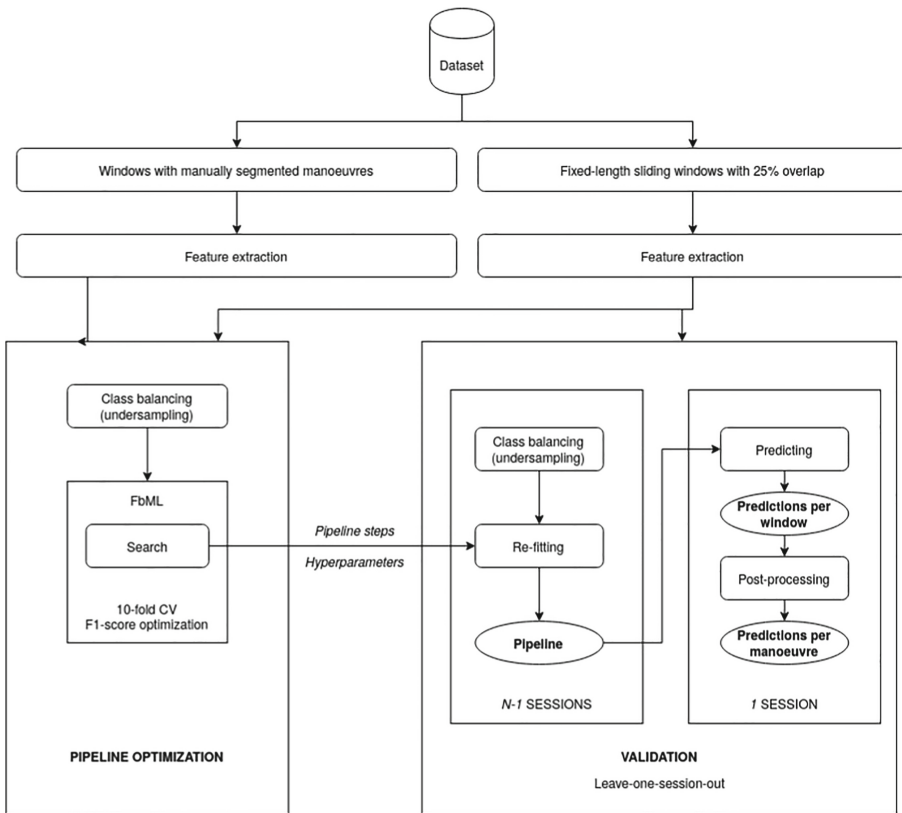 Dataset
Windows with manually segmented manoeuvres
Fixed-length sliding windows with 25% overlap
Feature extraction
Feature extraction
Class balancing
(undersampling)
FbML
Search
10-fold CV
F1-score optimization
PIPELINE OPTIMIZATION
Pipeline steps
Hyperparameters
Class balancing
(undersampling)
Re-fitting
Pipeline
N-1 SESSIONS
Predicting
Predictions per
window
Post-processing
Predictions per
manoeuvre
1 SESSION
VALIDATION
Leave-one-session-out